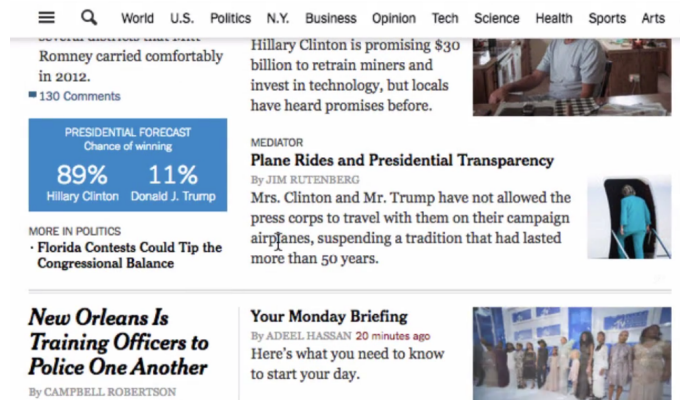 World U.S. Politics N.Y. Business Opinion Tech Science Health Sports Arts
several districts that Mitt
Romney carried comfortably
in 2012.
130 Comments
PRESIDENTIAL FORECAST
Chance of winning
89% 11%
Hillary Clinton Donald J. Trump
MORE IN POLITICS
· Florida Contests Could Tip the
Congressional Balance
Hillary Clinton is promising $30
billion to retrain miners and
invest in technology, but locals
have heard promises before.
MEDIATOR
Plane Rides and Presidential Transparency
By JIM RUTENBERG
Mrs. Clinton and Mr. Trump have not allowed the
press corps to travel with them on their campaign
airplanes, suspending a tradition that had lasted
more than 50 years.
New Orleans Is
Training Officers to
Police One Another
By CAMPBELL ROBERTSON
Your Monday Briefing
By ADEEL HASSAN 20 minutes ago
Here's what you need to know
to start your day.